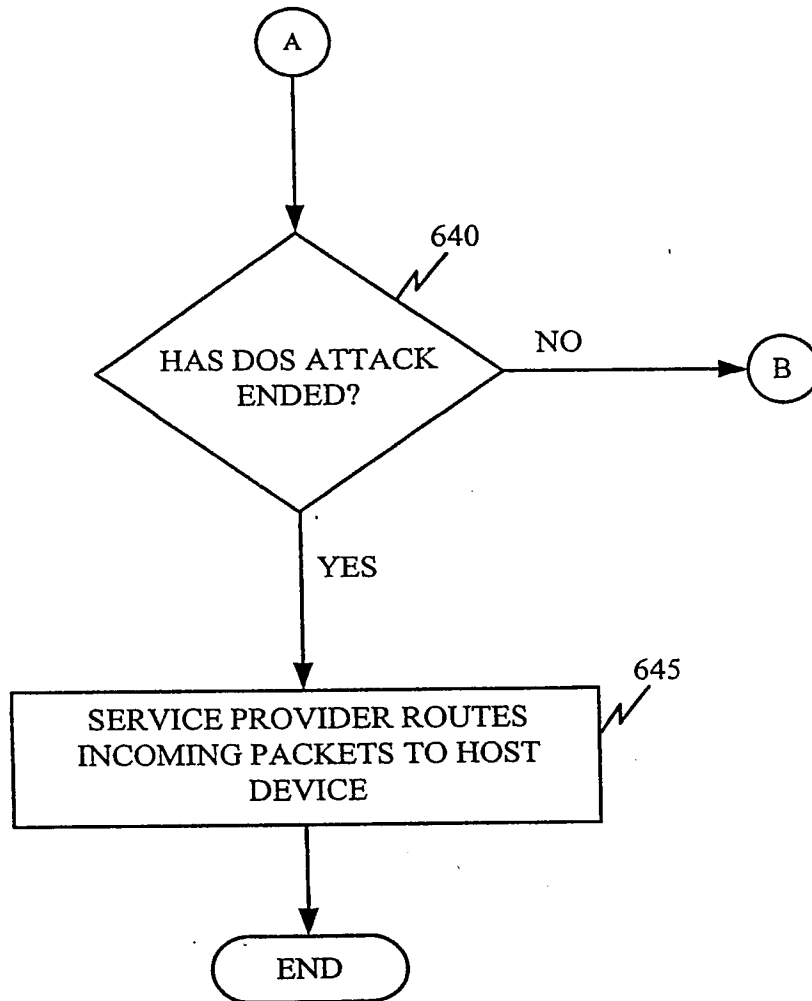 A
640
HAS DOS ATTACK
ENDED?
NO
B
YES
645
SERVICE PROVIDER ROUTES
INCOMING PACKETS TO HOST
DEVICE
END